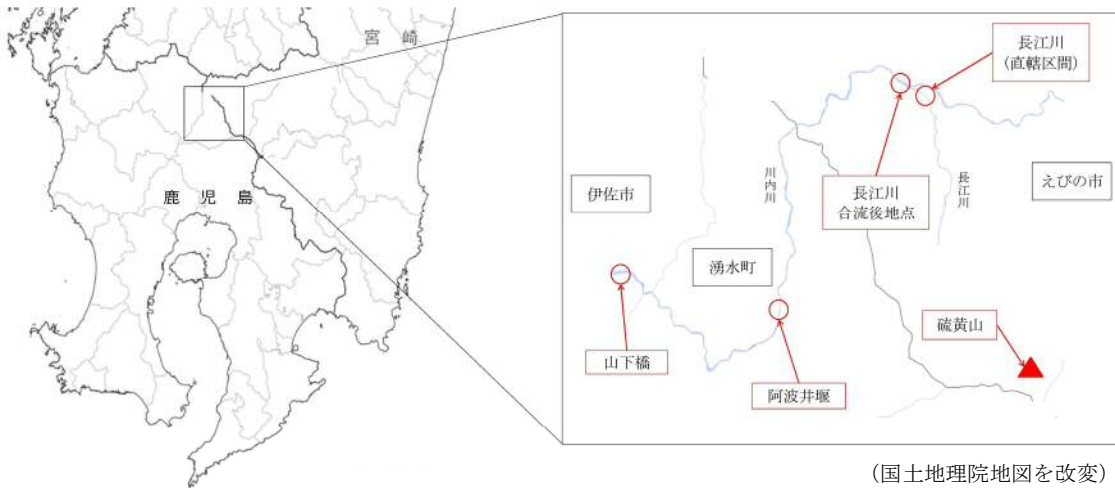 宮崎
鹿児島
長江川
(直轄区間)
伊佐市
川内川
長江川
合流後地点
長江川
えびの市
湧水町
硫黄山
山下橋
阿波井堰
(国土地理院地図を改変)